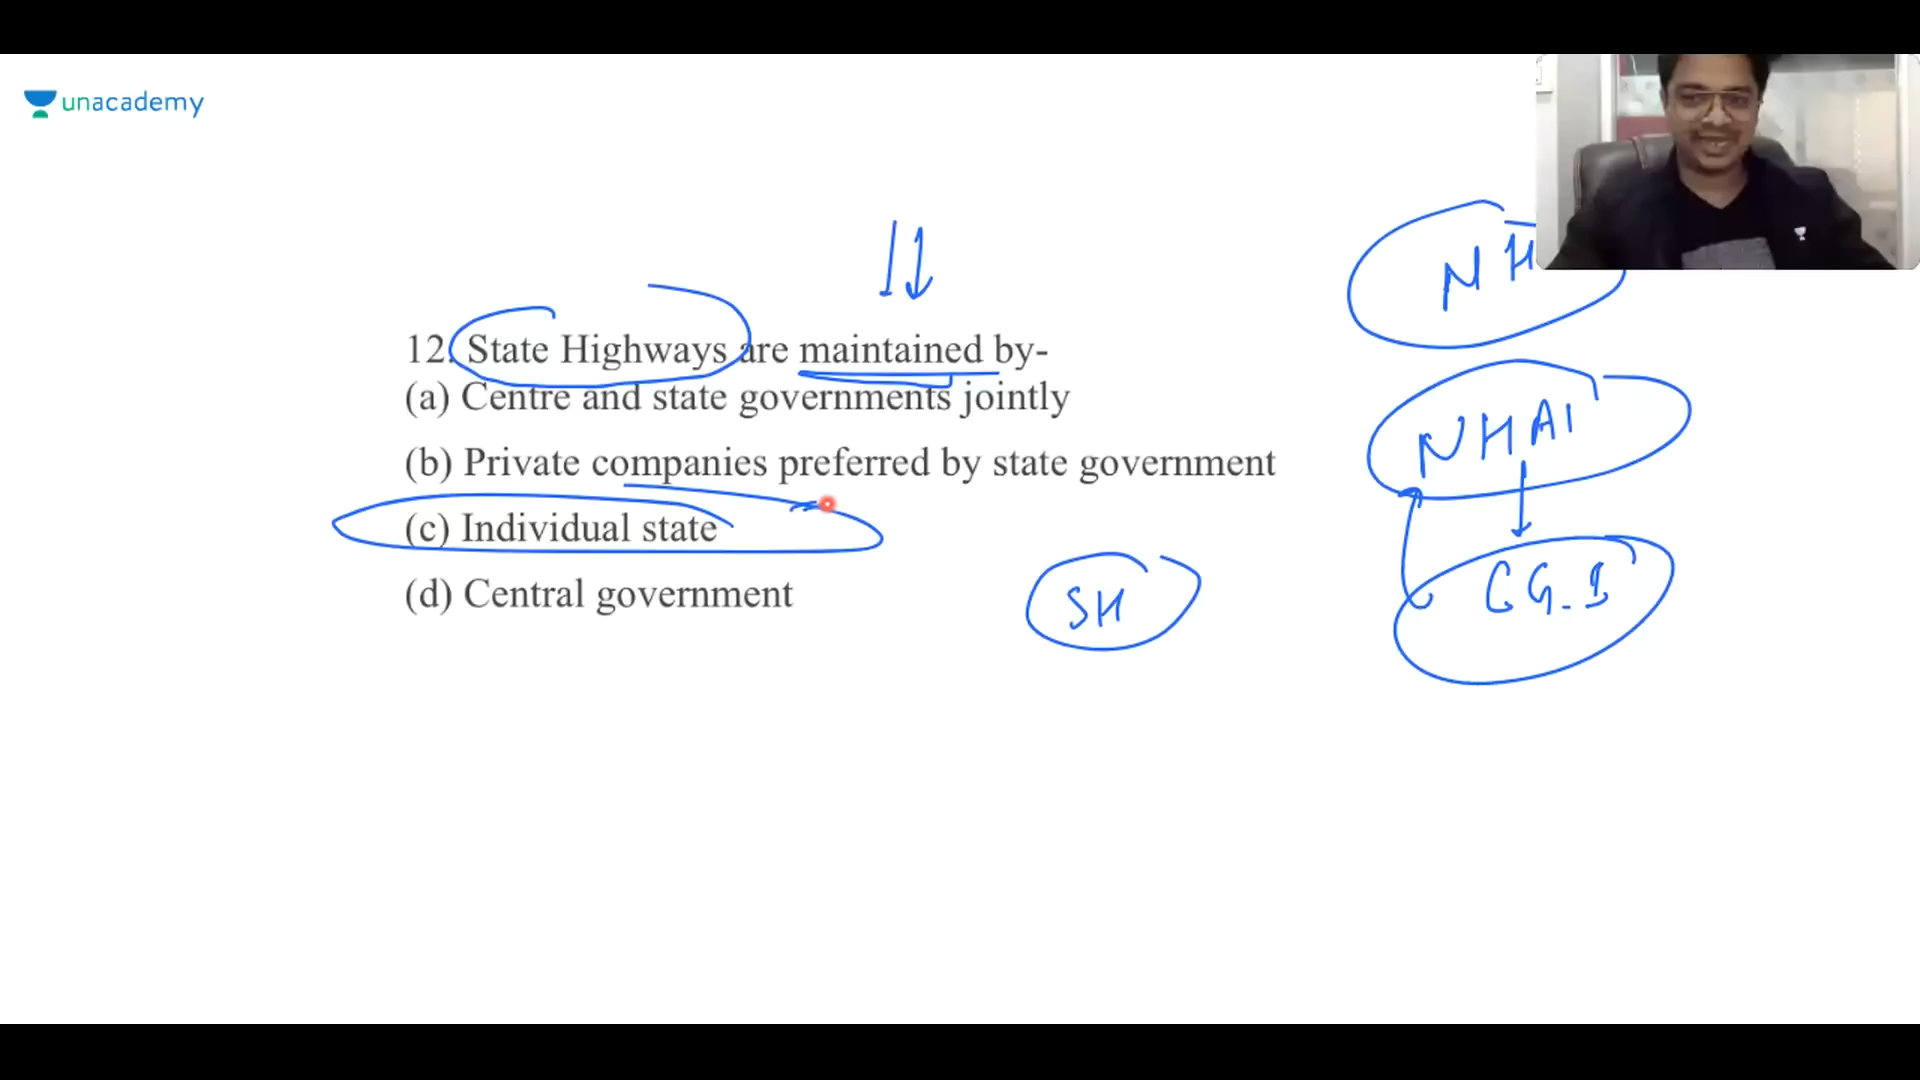 unacademy
12. State Highways are maintained by-
(a) Centre and state governments jointly
(b) Private companies preferred by state government
(c) Individual state
(d) Central government
NH
NHAI
SH
CG.I